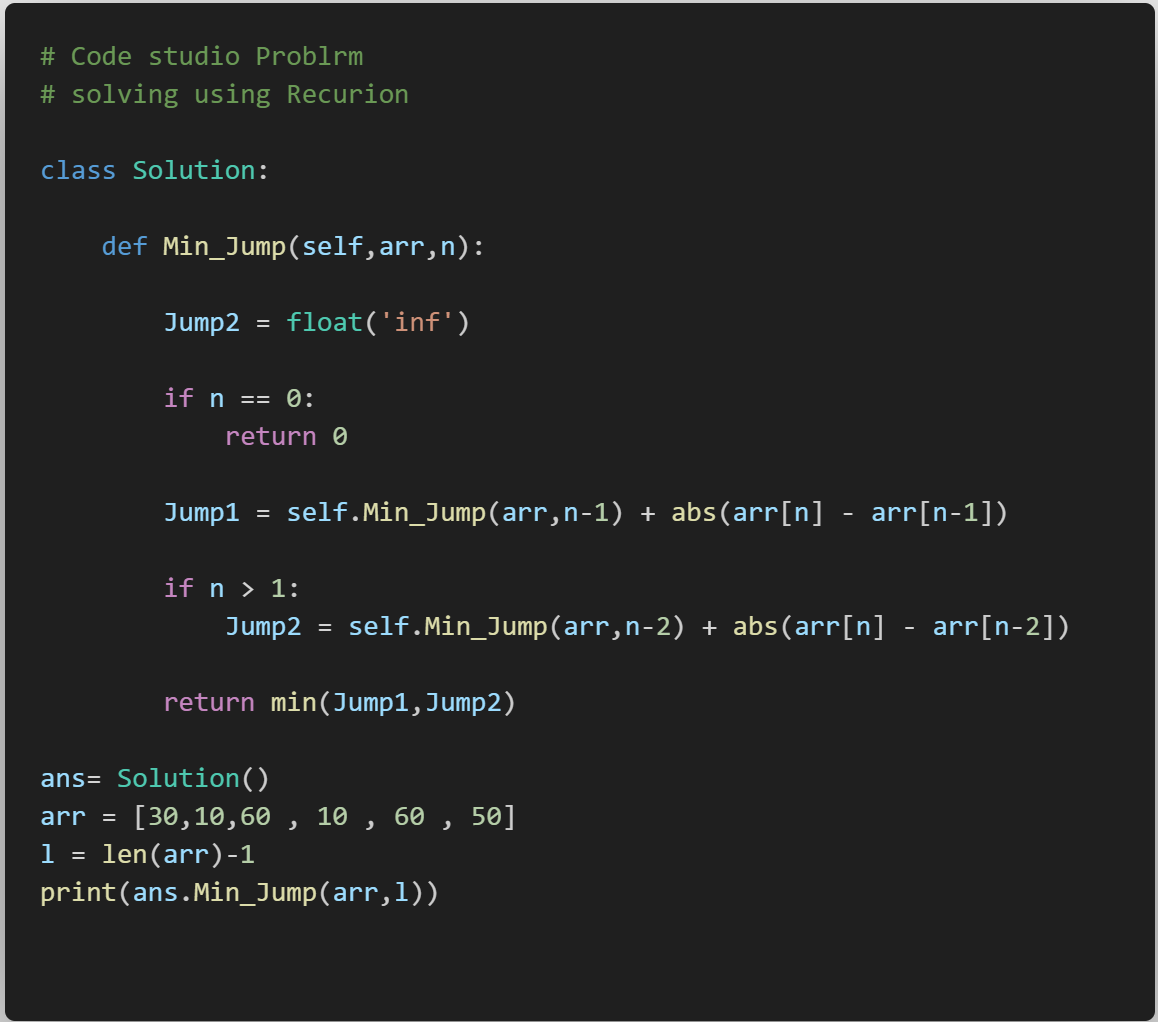 # Code studio Problrm
# solving using Recurion
class Solution:
    def Min_Jump(self,arr,n):
        Jump2 = float('inf')
        if n == 0:
            return 0
        Jump1 = self.Min_Jump(arr,n-1) + abs(arr[n] - arr[n-1])
        if n > 1:
            Jump2 = self.Min_Jump(arr,n-2) + abs(arr[n] - arr[n-2])
        return min(Jump1,Jump2)
ans= Solution()
arr = [30,10,60 , 10 , 60 , 50]
l = len(arr)-1
print(ans.Min_Jump(arr,l))